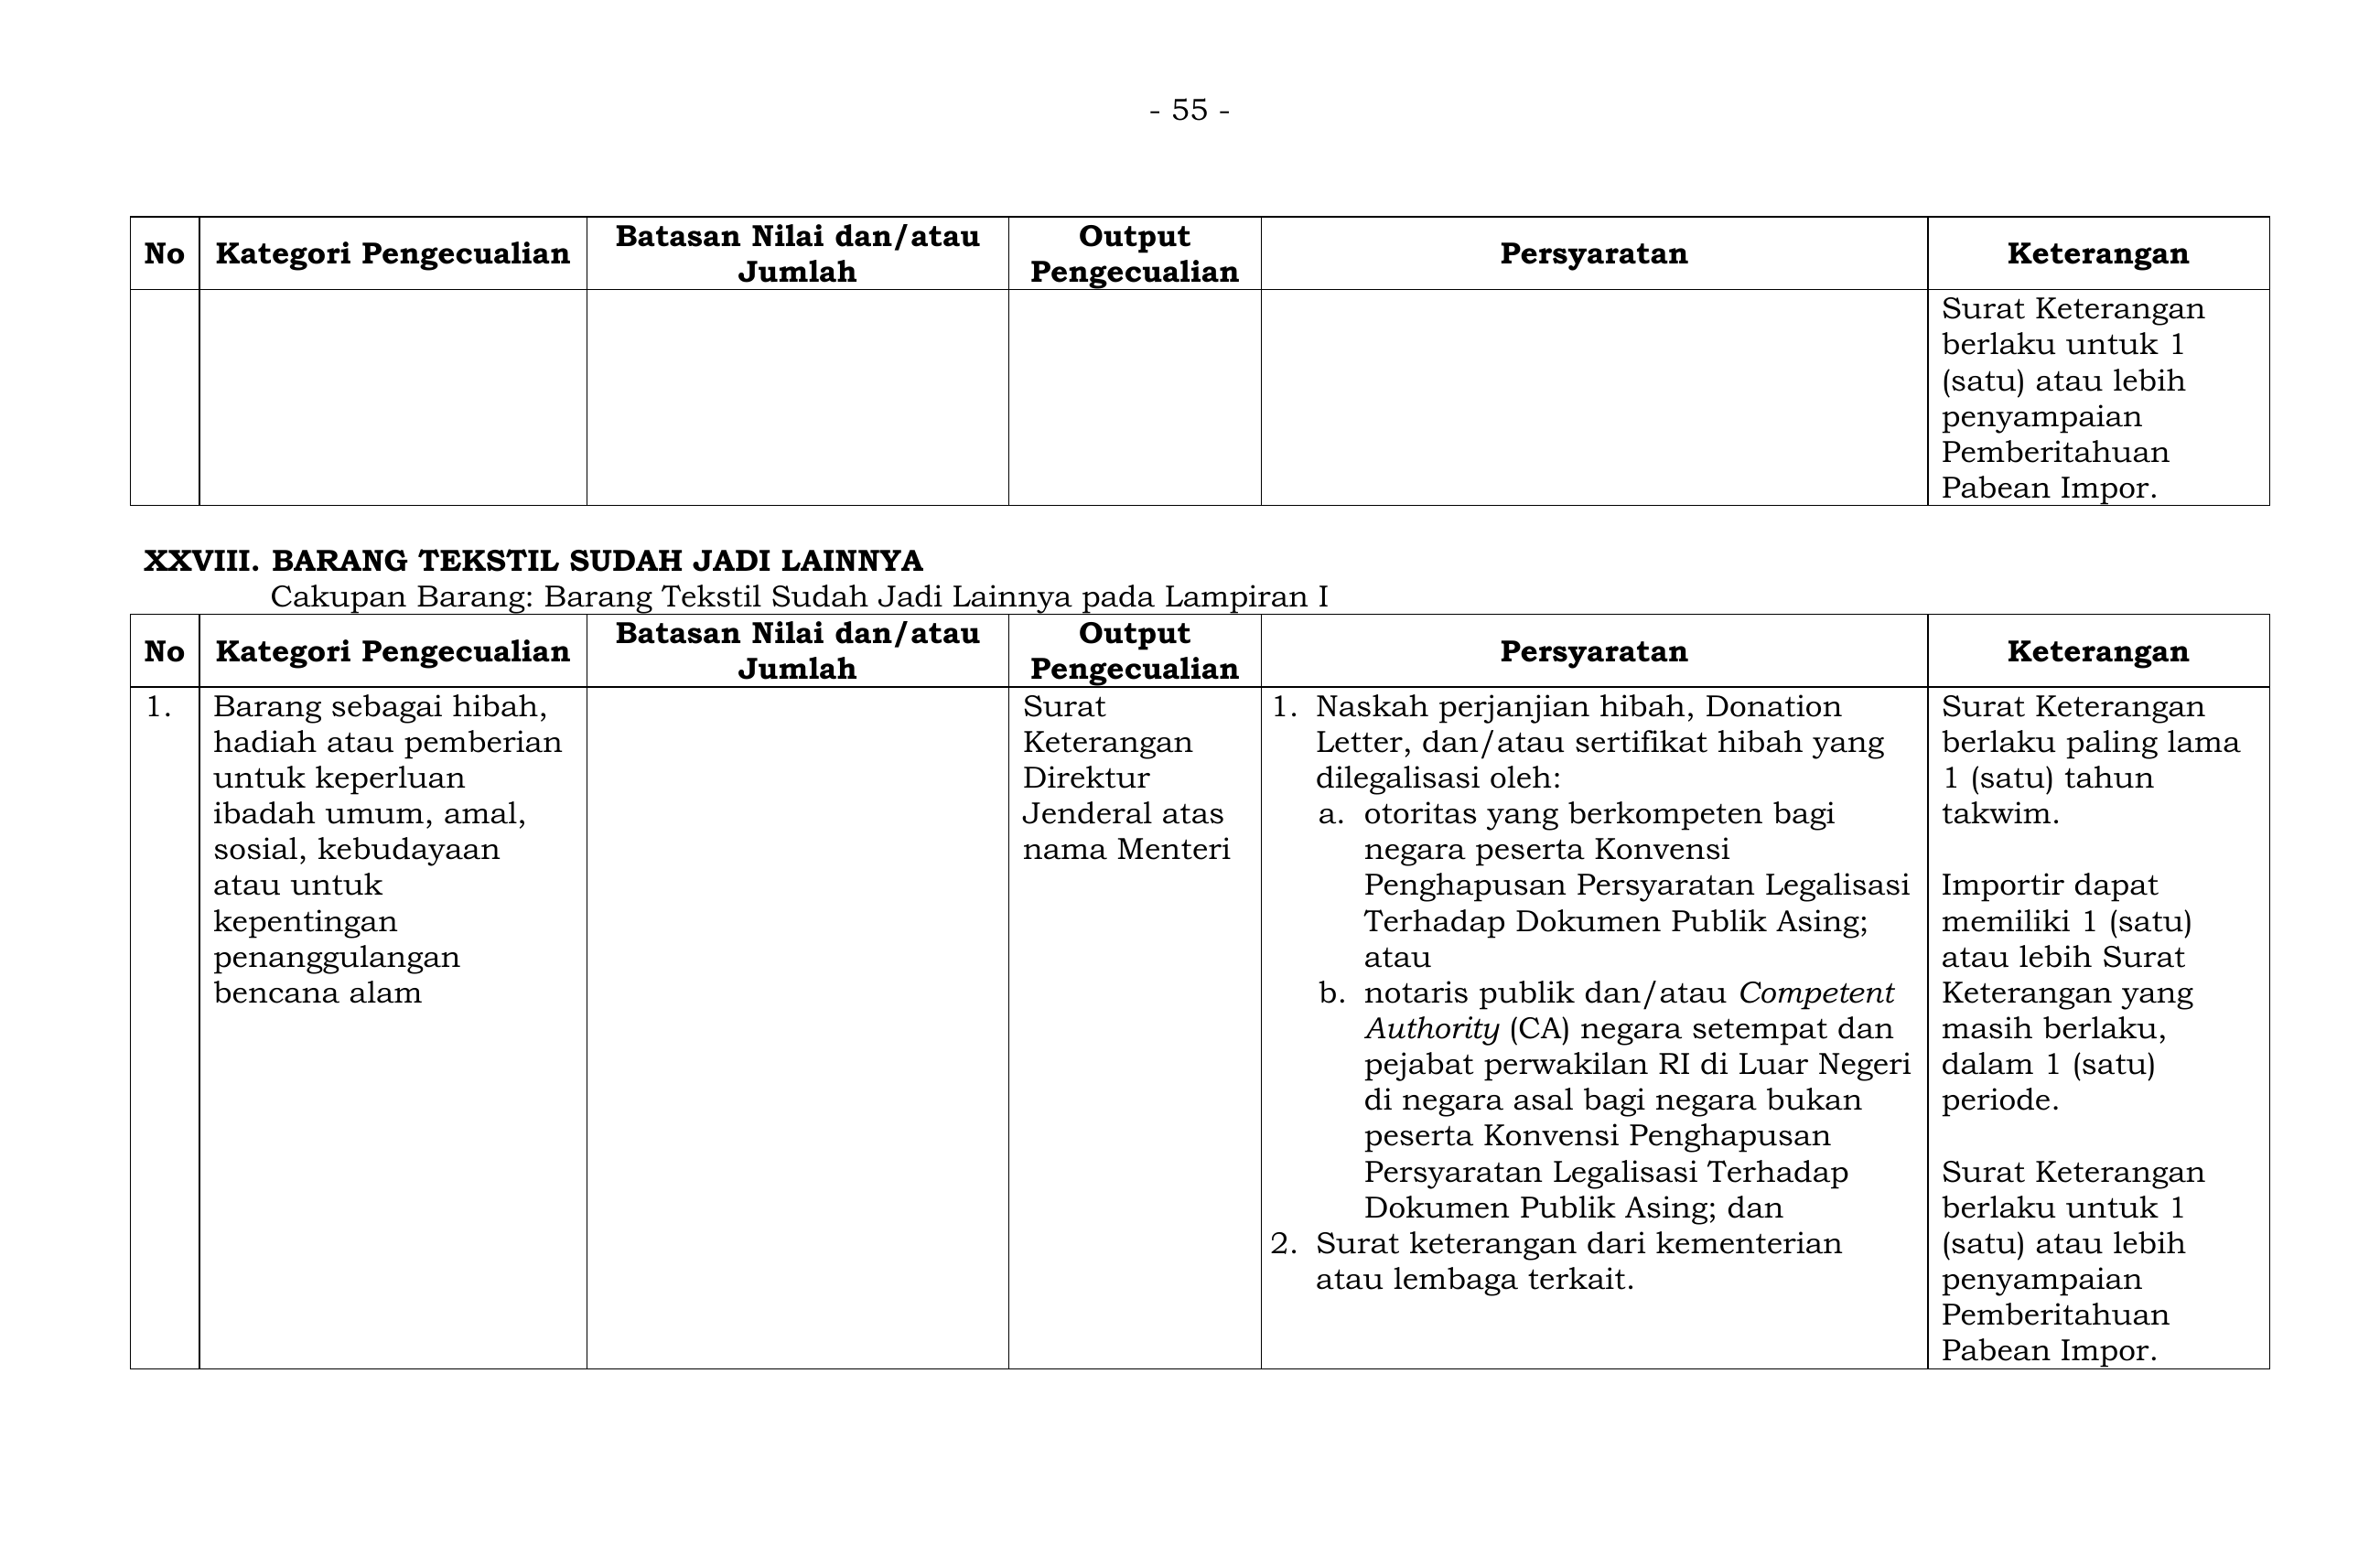 - 55 -
No
Kategori Pengecualian
Batasan Nilai dan/atau
Jumlah
Output
Pengecualian
Persyaratan
Keterangan
Surat Keterangan
berlaku untuk 1
(satu) atau lebih
penyampaian
Pemberitahuan
Pabean Impor.
XXVIII. BARANG TEKSTIL SUDAH JADI LAINNYA
Cakupan Barang: Barang Tekstil Sudah Jadi Lainnya pada Lampiran I
No
Kategori Pengecualian
Batasan Nilai dan/atau
Jumlah
Output
Pengecualian
Persyaratan
Keterangan
1.
Barang sebagai hibah,
hadiah atau pemberian
untuk keperluan
ibadah umum, amal,
sosial, kebudayaan
atau untuk
kepentingan
penanggulangan
bencana alam
Surat
Keterangan
Direktur
Jenderal atas
nama Menteri
1. Naskah perjanjian hibah, Donation
Letter, dan/atau sertifikat hibah yang
dilegalisasi oleh:
a. otoritas yang berkompeten bagi
negara peserta Konvensi
Penghapusan Persyaratan Legalisasi
Terhadap Dokumen Publik Asing;
atau
b. notaris publik dan/atau Competent
Authority (CA) negara setempat dan
pejabat perwakilan RI di Luar Negeri
di negara asal bagi negara bukan
peserta Konvensi Penghapusan
Persyaratan Legalisasi Terhadap
Dokumen Publik Asing; dan
2. Surat keterangan dari kementerian
atau lembaga terkait.
Surat Keterangan
berlaku paling lama
1 (satu) tahun
takwim.
Importir dapat
memiliki 1 (satu)
atau lebih Surat
Keterangan yang
masih berlaku,
dalam 1 (satu)
periode.
Surat Keterangan
berlaku untuk 1
(satu) atau lebih
penyampaian
Pemberitahuan
Pabean Impor.